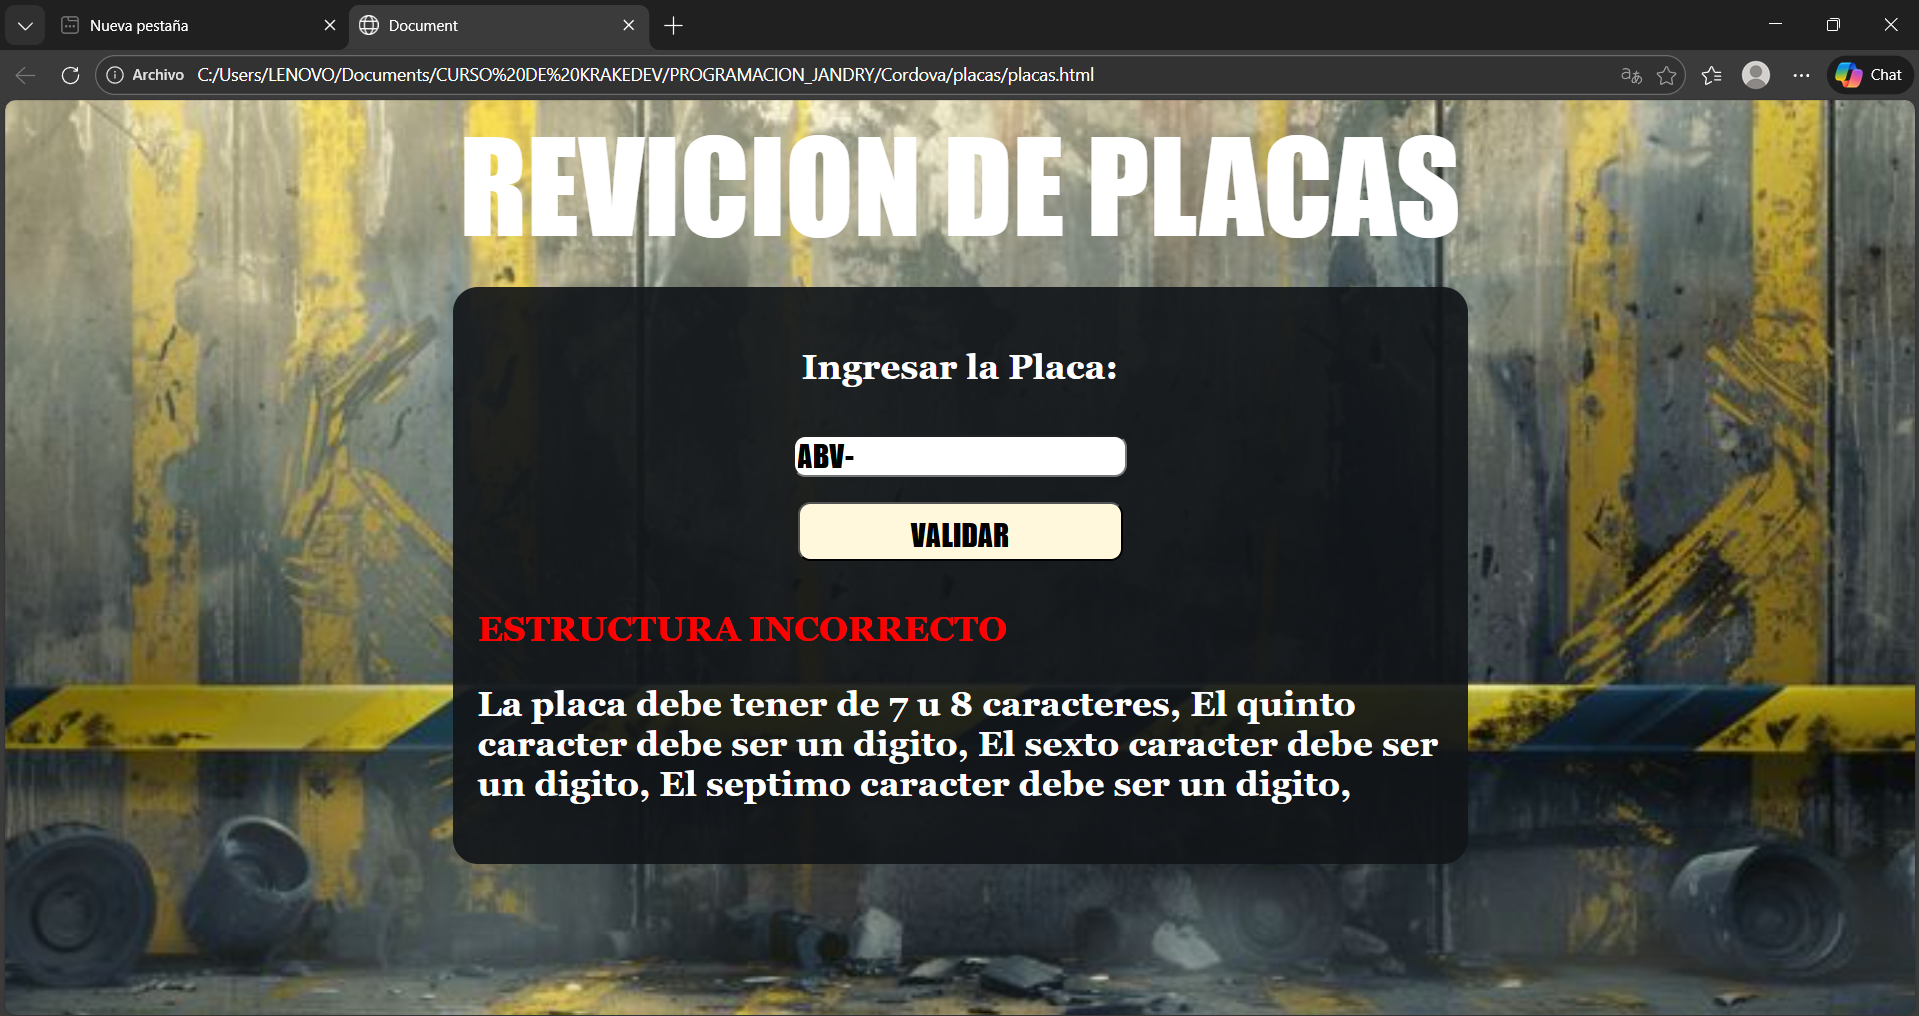 Nueva pestaña
Document
Archivo C:/Users/LENOVO/Documents/CURSO%20DE%20KRAKEDEV/PROGRAMACION_JANDRY/Cordova/placas/placas.html
Chat
REVICION DE PLACAS
Ingresar la Placa:
ABV-
VALIDAR
ESTRUCTURA INCORRECTO
La placa debe tener de 7 u 8 caracteres, El quinto
caracter debe ser un digito, El sexto caracter debe ser
un digito, El septimo caracter debe ser un digito,